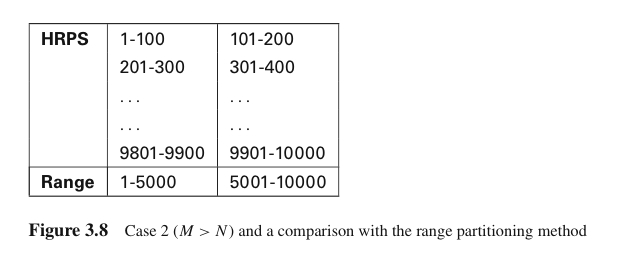 HRPS 1-100 101-200
201-300 301-400
... ...
... ...
9801-9900 9901-10000
Range 1-5000 5001-10000
Figure 3.8 Case 2 (M > N) and a comparison with the range partitioning method